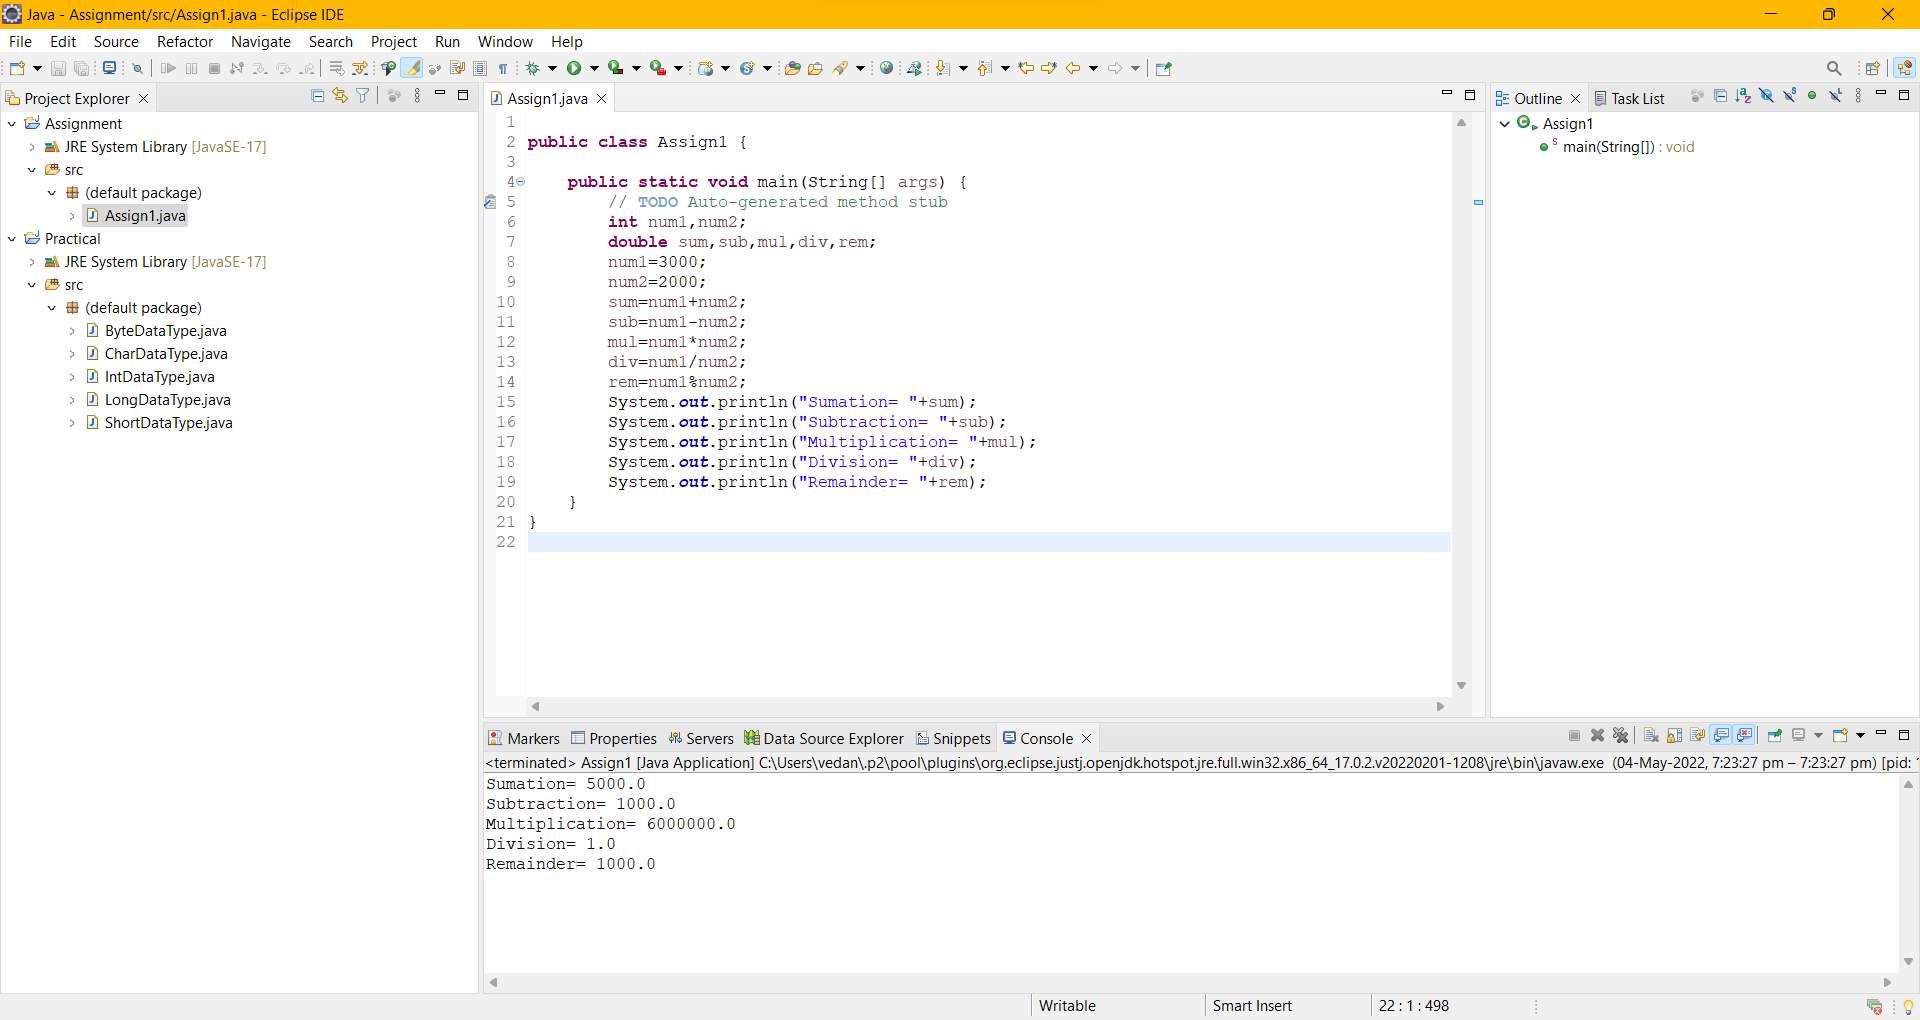 Java - Assignment/src/Assign1.java - Eclipse IDE
File Edit Source Refactor Navigate Search Project Run Window Help
Project Explorer
Assignment
JRE System Library [JavaSE-17]
src
(default package)
Assign1.java
Practical
JRE System Library [JavaSE-17]
src
(default package)
ByteDataType.java
CharDataType.java
IntDataType.java
LongDataType.java
ShortDataType.java
Assign1.java
1
2 public class Assign1 {
3
4 public static void main(String[] args) {
5 // TODO Auto-generated method stub
6 int num1,num2;
7 double sum,sub,mul,div,rem;
8 num1=3000;
9 num2=2000;
10 sum=num1+num2;
11 sub=num1-num2;
12 mul=num1*num2;
13 div=num1/num2;
14 rem=num1%num2;
15 System.out.println("Sumation= "+sum);
16 System.out.println("Subtraction= "+sub);
17 System.out.println("Multiplication= "+mul);
18 System.out.println("Division= "+div);
19 System.out.println("Remainder= "+rem);
20 }
21 }
22
Outline Task List
Assign1
main(String[]) : void
Markers Properties Servers Data Source Explorer Snippets Console
<terminated> Assign1 [Java Application] C:\Users\vedan\.p2\pool\plugins\org.eclipse.justj.openjdk.hotspot.jre.full.win32.x86_64_17.0.2.v20220201-1208\jre\bin\javaw.exe (04-May-2022, 7:23:27 pm – 7:23:27 pm) [pid:
Sumation= 5000.0
Subtraction= 1000.0
Multiplication= 6000000.0
Division= 1.0
Remainder= 1000.0
Writable Smart Insert 22 : 1 : 498